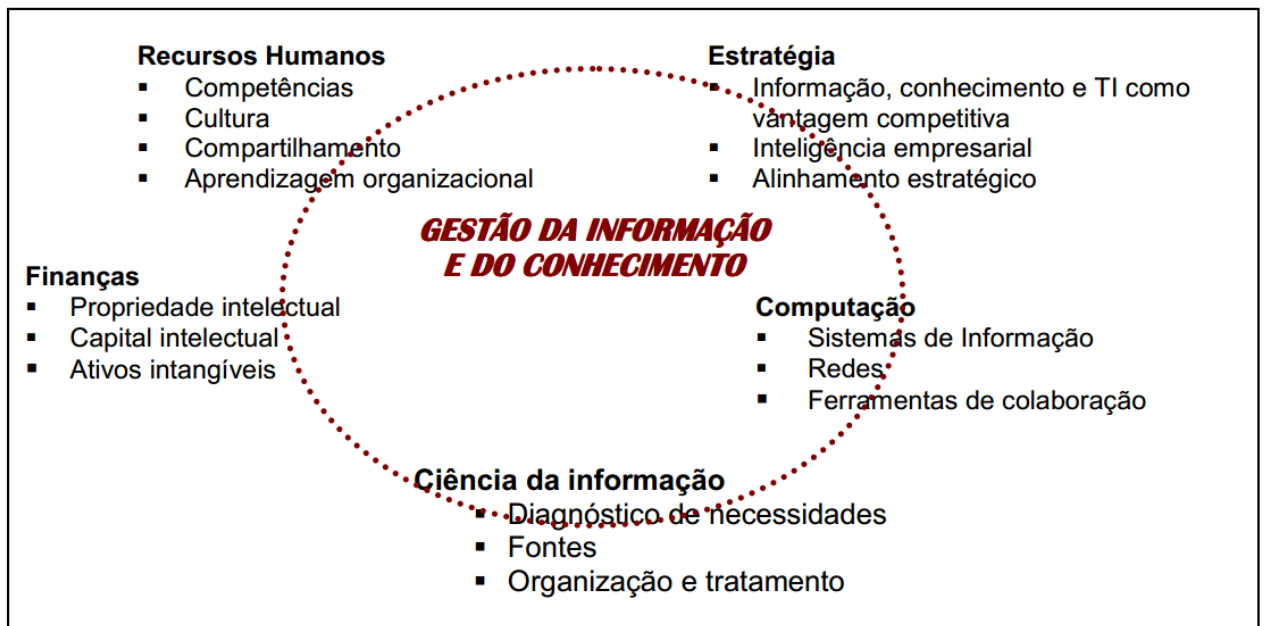 Recursos Humanos
▪ Competências
▪ Cultura
▪ Compartilhamento
▪ Aprendizagem organizacional
Estratégia
▪ Informação, conhecimento e TI como
vantagem competitiva
▪ Inteligência empresarial
▪ Alinhamento estratégico
GESTÃO DA INFORMAÇÃO
E DO CONHECIMENTO
Finanças
▪ Propriedade intelectual
▪ Capital intelectual
▪ Ativos intangíveis
Computação
▪ Sistemas de Informação
▪ Redes
▪ Ferramentas de colaboração
Ciência da informação
▪ Diagnóstico de necessidades
▪ Fontes
▪ Organização e tratamento